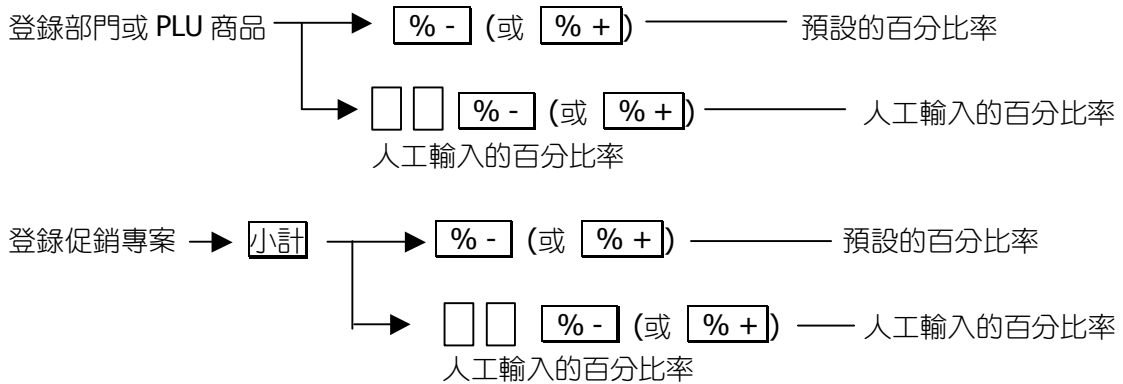 登錄部門或 PLU 商品 % - (或 % +) 預設的百分比率
% - (或 % +) 人工輸入的百分比率
人工輸入的百分比率
登錄促銷專案 小計 % - (或 % +) 預設的百分比率
% - (或 % +) 人工輸入的百分比率
人工輸入的百分比率